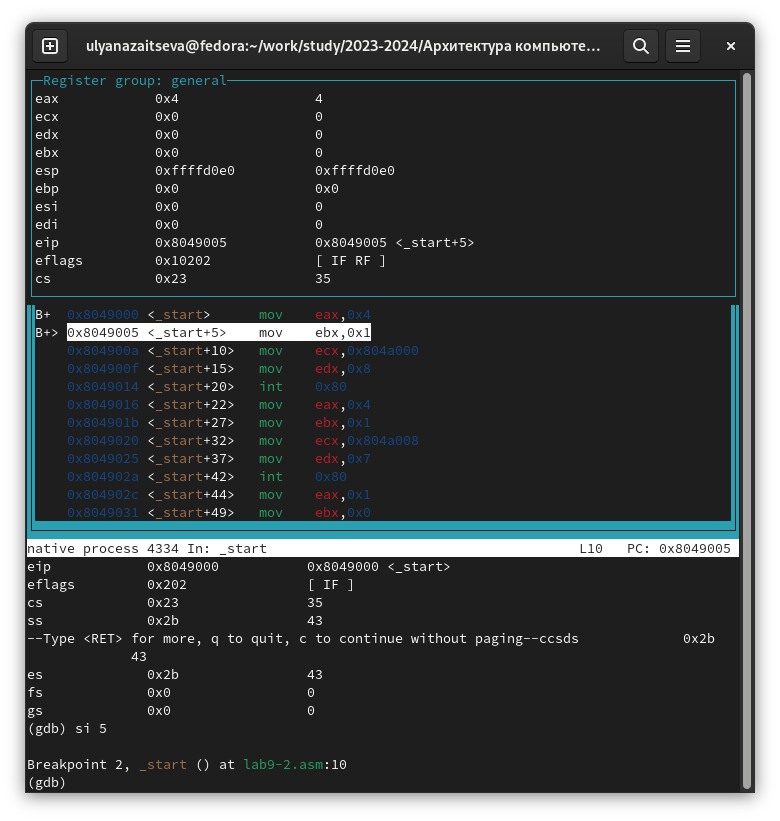 ulyanazaitseva@fedora:~/work/study/2023-2024/Архитектура компьюте...
Register group: general
eax 0x4 4
ecx 0x0 0
edx 0x0 0
ebx 0x0 0
esp 0xffffd0e0 0xffffd0e0
ebp 0x0 0x0
esi 0x0 0
edi 0x0 0
eip 0x8049005 0x8049005 <_start+5>
eflags 0x10202 [ IF RF ]
cs 0x23 35
B+ 0x8049000 <_start> mov eax,0x4
B+> 0x8049005 <_start+5> mov ebx,0x1
0x804900a <_start+10> mov ecx,0x804a000
0x804900f <_start+15> mov edx,0x8
0x8049014 <_start+20> int 0x80
0x8049016 <_start+22> mov eax,0x4
0x804901b <_start+27> mov ebx,0x1
0x8049020 <_start+32> mov ecx,0x804a008
0x8049025 <_start+37> mov edx,0x7
0x804902a <_start+42> int 0x80
0x804902c <_start+44> mov eax,0x1
0x8049031 <_start+49> mov ebx,0x0
native process 4334 In: _start L10 PC: 0x8049005
eip 0x8049000 0x8049000 <_start>
eflags 0x202 [ IF ]
cs 0x23 35
ss 0x2b 43
--Type <RET> for more, q to quit, c to continue without paging--ccsds 0x2b
43
es 0x2b 43
fs 0x0 0
gs 0x0 0
(gdb) si 5
Breakpoint 2, _start () at lab9-2.asm:10
(gdb)